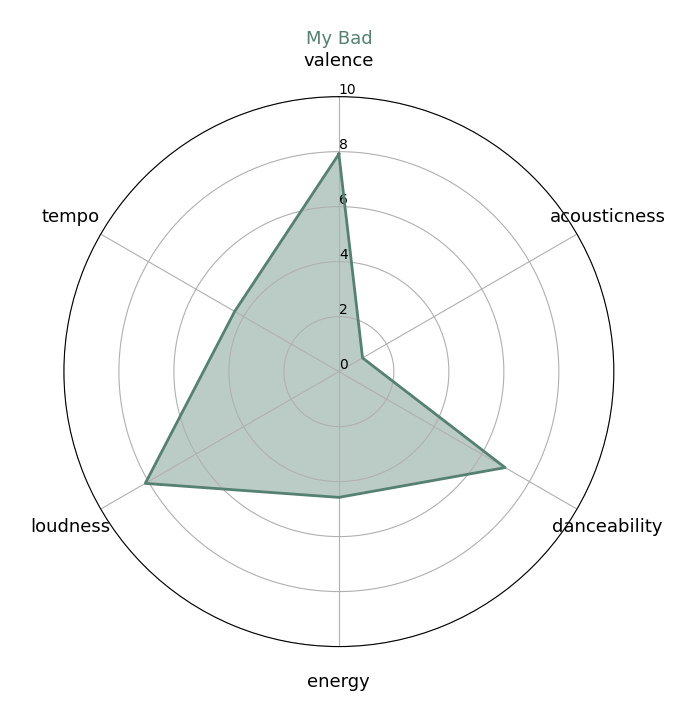 My Bad
valence
10
8
tempo
6
acousticness
4
2
0
loudness
danceability
energy